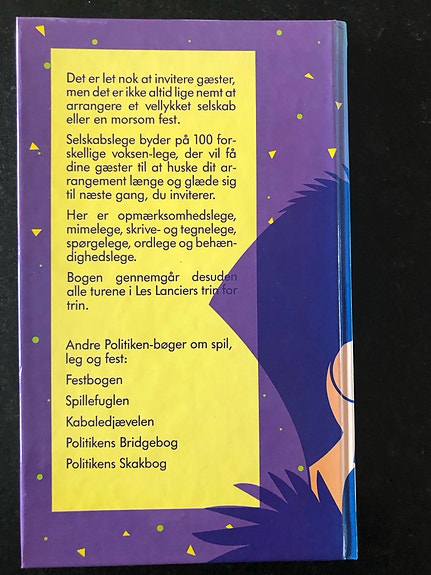 Det er let nok at invitere gæster,
men det er ikke altid lige nemt at
arrangere et vellykket selskab
eller en morsom fest.
Selskabslege byder på 100 for-
skellige voksen-lege, der vil få
dine gæster til at huske dit ar-
rangement længe og glæde sig
til næste gang, du inviterer.
Her er opmærksomhedslege,
mimelege, skrive- og tegnelege,
spørgelege, ordlege og behæn-
dighedslege.
Bogen gennemgår desuden
alle turene i Les Lanciers trin for
trin.
Andre Politiken-bøger om spil,
leg og fest:
Festbogen
Spillefuglen
Kabaledjævelen
Politikens Bridgebog
Politikens Skakbog